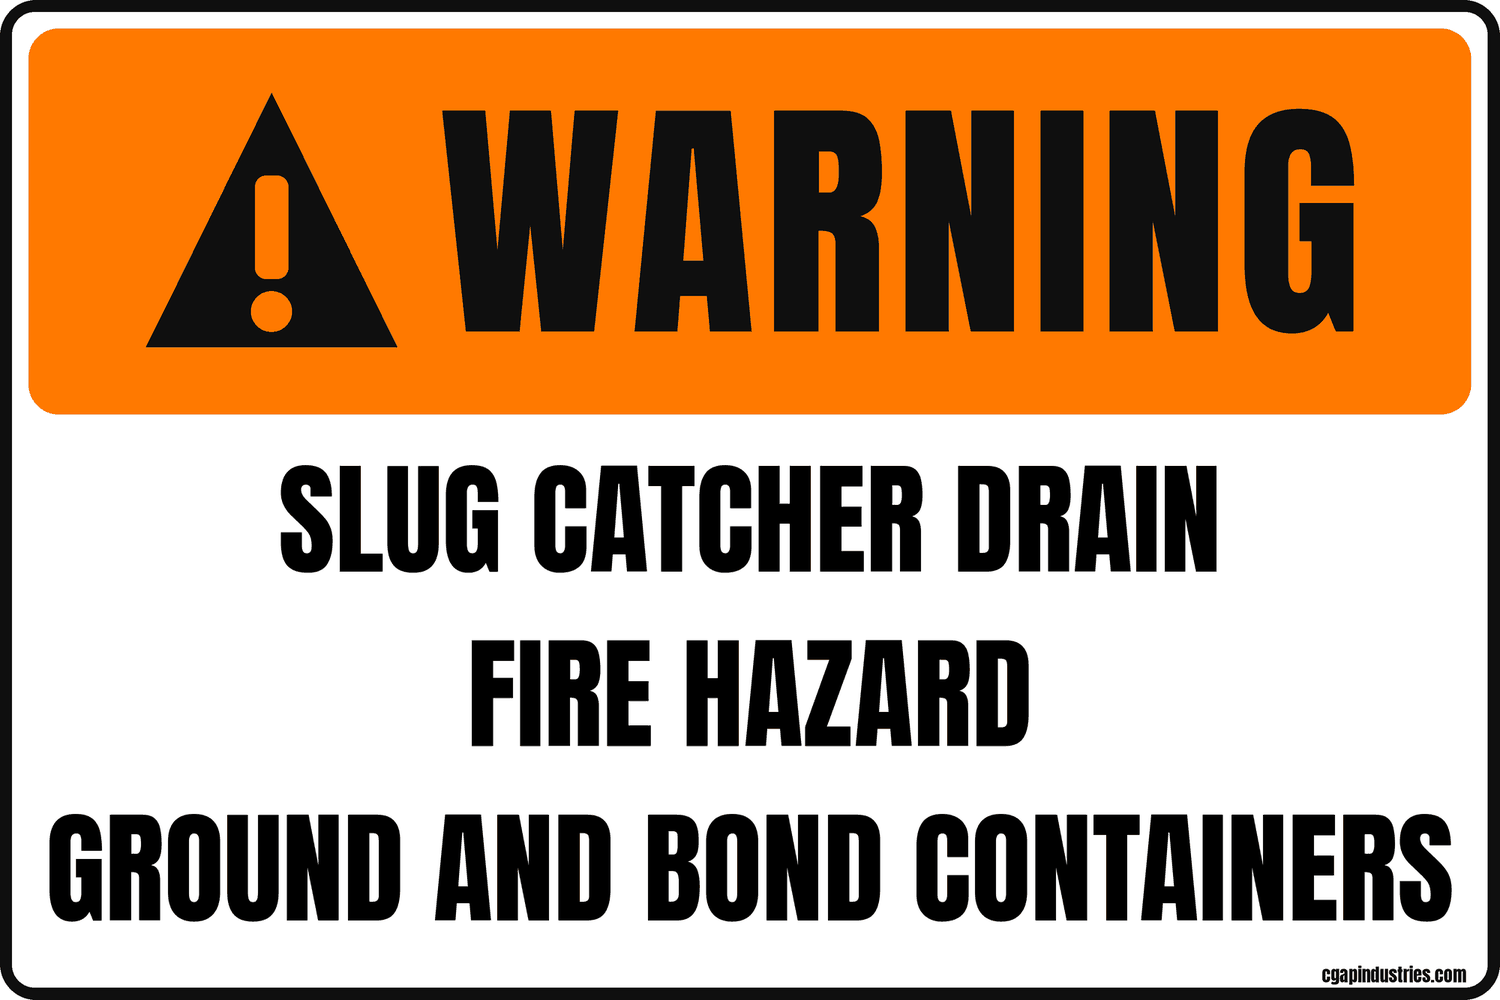 WARNING
SLUG CATCHER DRAIN
FIRE HAZARD
GROUND AND BOND CONTAINERS
cgapindustries.com